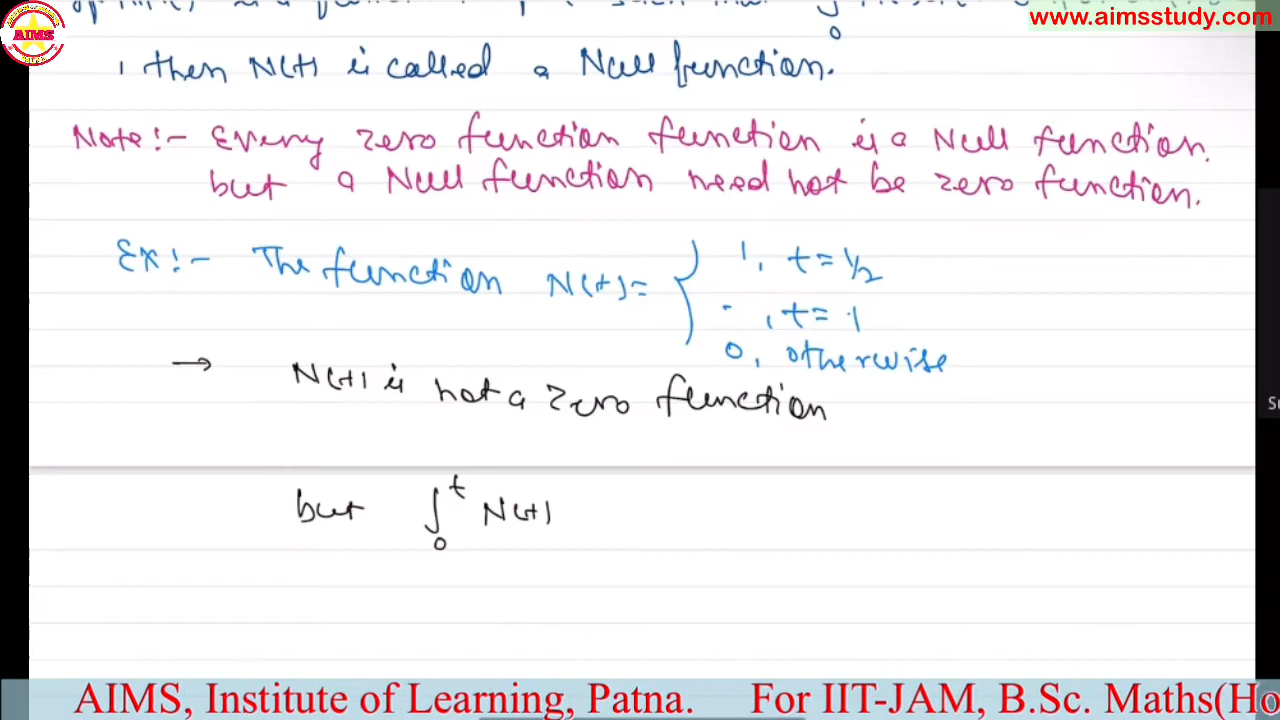 www.aimsstudy.com
AIMS
, then N(t) is called a Null function.
Note:- Every zero function function is a Null function.
but a Null function need not be zero function.
Ex:- The function N(t)= { 1, t=1/2
- , t= 1
0, otherwise
→ N(t) is not a zero function
but ∫₀ᵗ N(t)
AIMS, Institute of Learning, Patna. For IIT-JAM, B.Sc. Maths(Ho